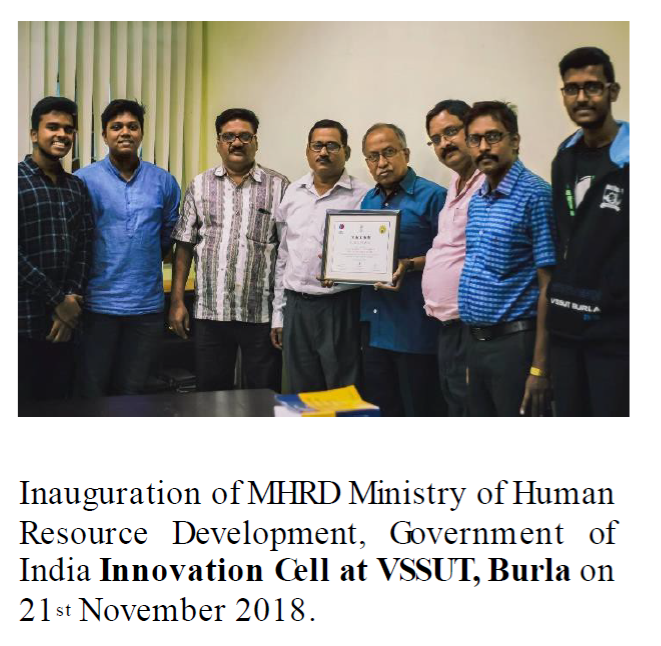 VSSUT BURLA
Inauguration of MHRD Ministry of Human
Resource Development, Government of
India Innovation Cell at VSSUT, Burla on
21st November 2018.